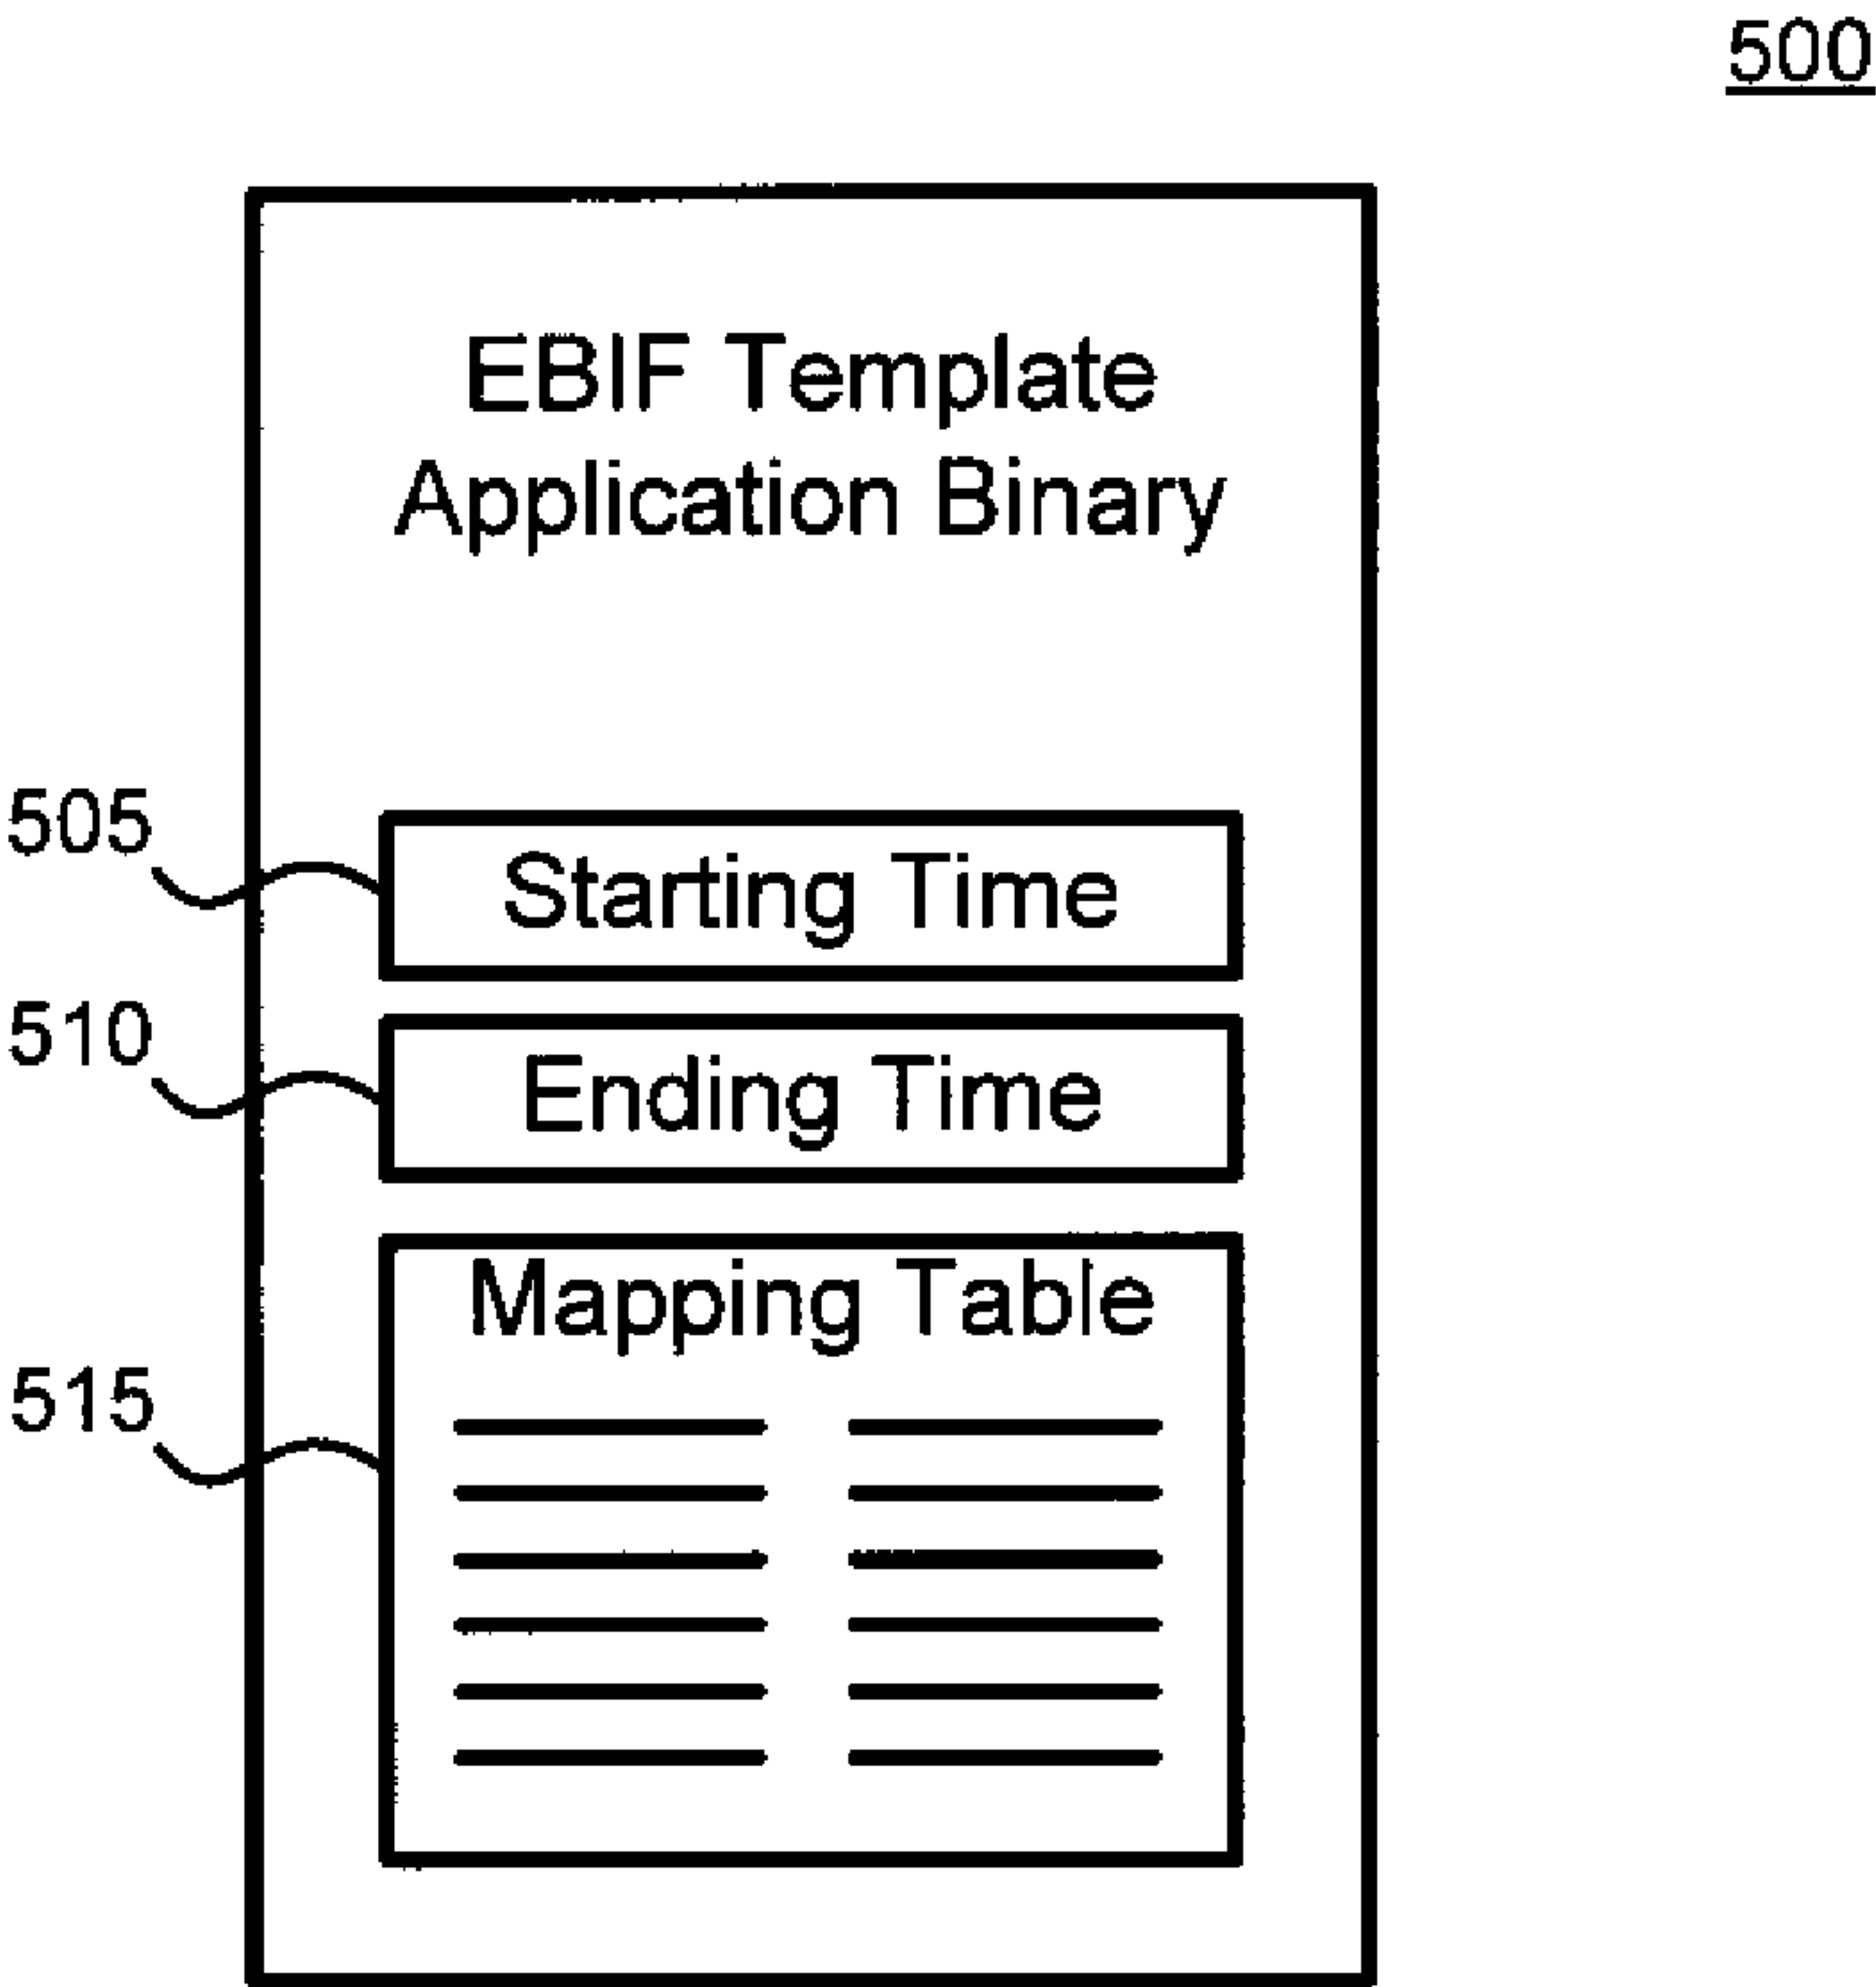 500
EBIF Template
Application Binary
505
Starting Time
510
Ending Time
Mapping Table
515